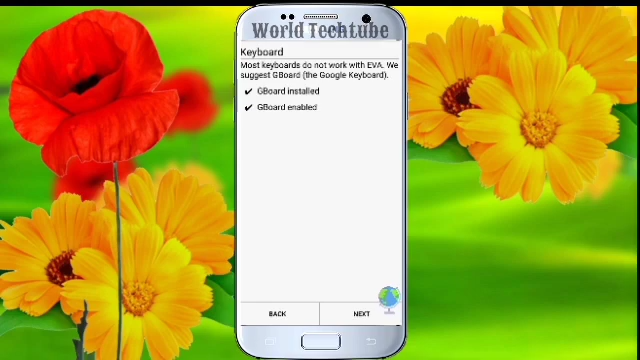 World Techtube
Keyboard
Most keyboards do not work with EVA. We
suggest GBoard (the Google Keyboard).
✔ GBoard installed
✔ GBoard enabled
BACK NEXT